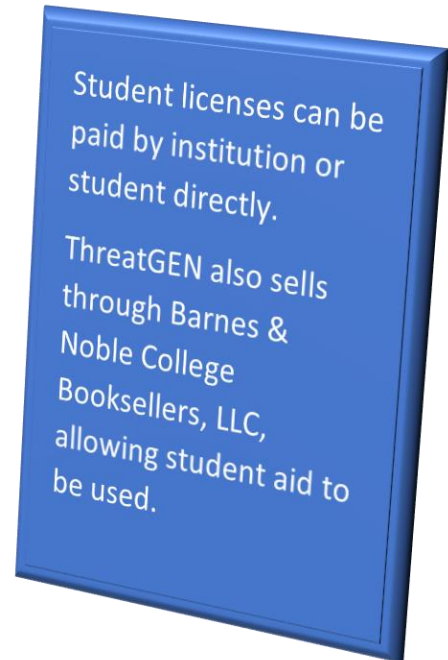 Student licenses can be
paid by institution or
student directly.
ThreatGEN also sells
through Barnes &
Noble College
Booksellers, LLC,
allowing student aid to
be used.